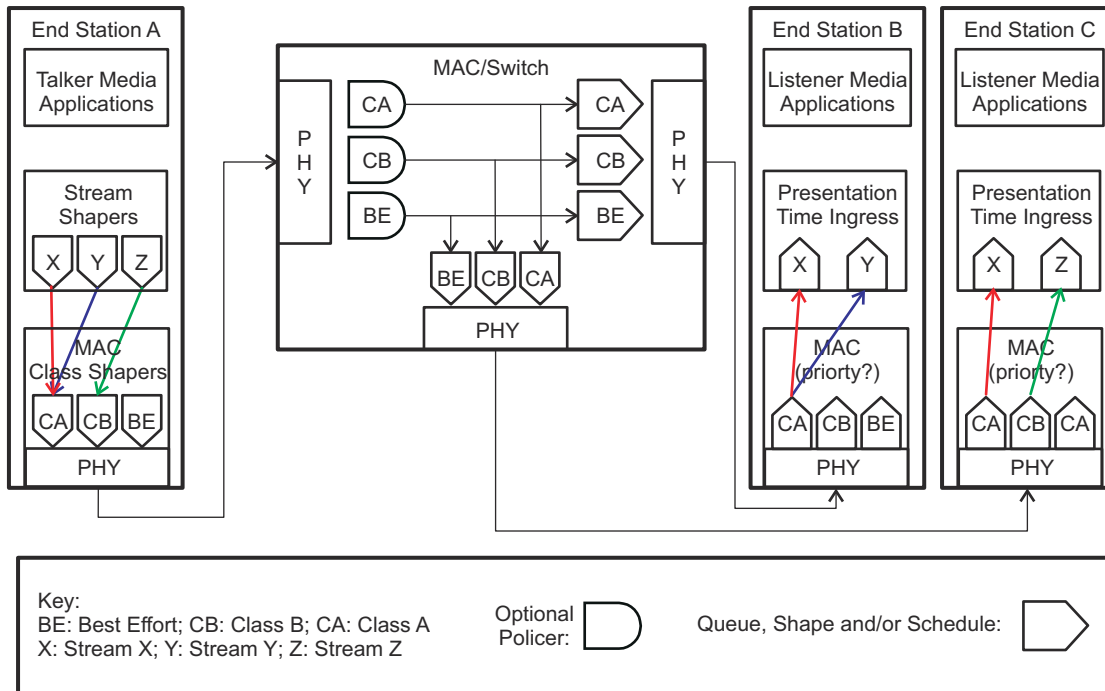 End Station A
Talker Media
Applications
Stream
Shapers
X Y Z
MAC
Class Shapers
CA CB BE
PHY
MAC/Switch
P
H
Y
CA
CB
BE
CA
CB
BE
P
H
Y
BE CB CA
PHY
End Station B
Listener Media
Applications
Presentation
Time Ingress
X Y
MAC
(priorty?)
CA CB BE
PHY
End Station C
Listener Media
Applications
Presentation
Time Ingress
X Z
MAC
(priorty?)
CA CB CA
PHY
Key:
BE: Best Effort; CB: Class B; CA: Class A
X: Stream X; Y: Stream Y; Z: Stream Z
Optional
Policer:
Queue, Shape and/or Schedule: